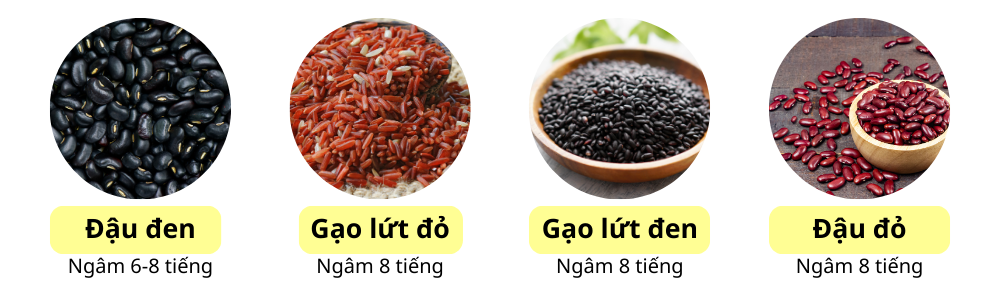 Đậu đen
Gạo lứt đỏ
Gạo lứt đen
Đậu đỏ
Ngâm 6-8 tiếng
Ngâm 8 tiếng
Ngâm 8 tiếng
Ngâm 8 tiếng